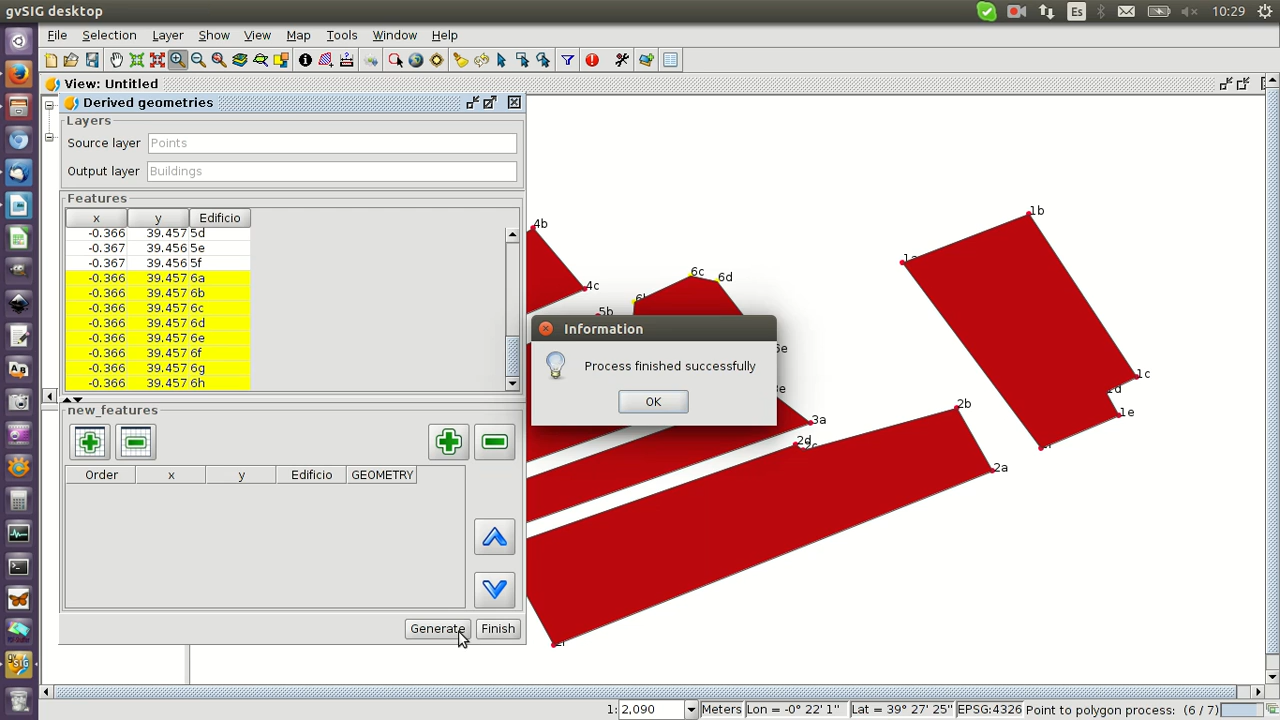 gvSIG desktop
Es
10:29
File Selection Layer Show View Map Tools Window Help
View: Untitled
Derived geometries
Layers
Source layer Points
Output layer Buildings
Features
x y Edificio
-0.366 39.457 5d
-0.367 39.456 5e
-0.367 39.456 5f
-0.366 39.457 6a
-0.366 39.457 6b
-0.366 39.457 6c
-0.366 39.457 6d
-0.366 39.457 6e
-0.366 39.457 6f
-0.366 39.457 6g
-0.366 39.457 6h
new_features
Order x y Edificio GEOMETRY
Generate Finish
1b
4b
1a
6c
6d
4c
5b
Information
Process finished successfully
OK
1c
2b
1e
3a
2d
2a
1: 2,090 Meters Lon = -0° 22' 1" Lat = 39° 27' 25" EPSG:4326 Point to polygon process: (6 / 7)